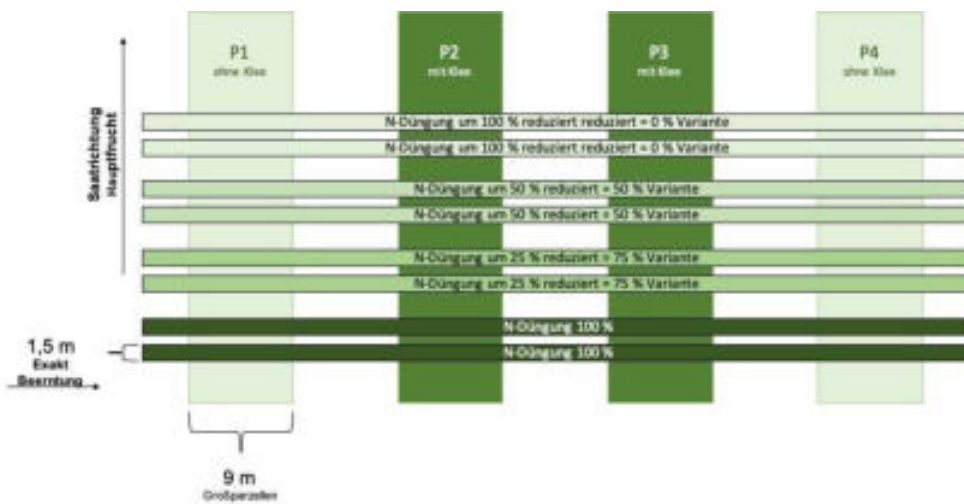 P1
ohne Klee
P2
mit Klee
P3
mit Klee
P4
ohne Klee
Saatrichtung
Hauptfrucht
N-Düngung um 100 % reduziert reduziert = 0 % Variante
N-Düngung um 100 % reduziert reduziert = 0 % Variante
N-Düngung um 50 % reduziert = 50 % Variante
N-Düngung um 50 % reduziert = 50 % Variante
N-Düngung um 25 % reduziert = 75 % Variante
N-Düngung um 25 % reduziert = 75 % Variante
N-Düngung 100 %
N-Düngung 100 %
1,5 m
Exakt
Beerntung
9 m
Großparzellen